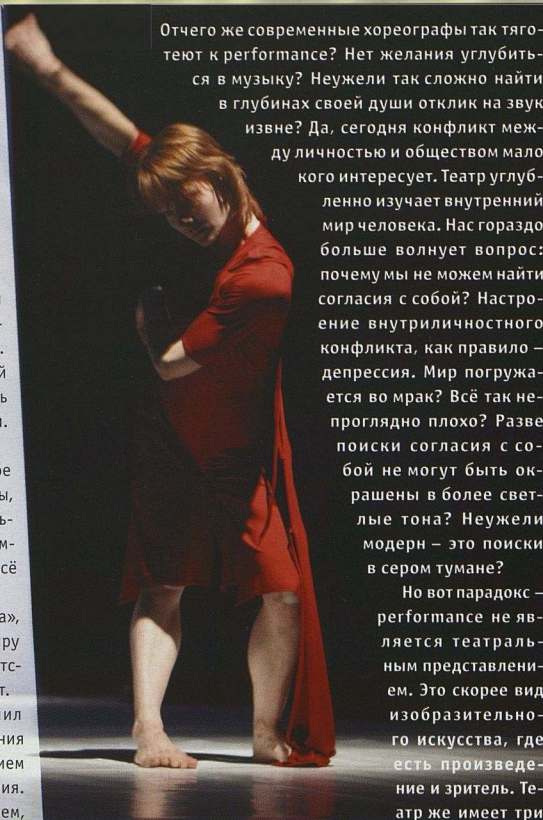 Отчего же современные хореографы так тяго-
теют к performance? Нет желания углубить-
ся в музыку? Неужели так сложно найти
в глубинах своей души отклик на звук
извне? Да, сегодня конфликт меж-
ду личностью и обществом мало
кого интересует. Театр углуб-
ленно изучает внутренний
мир человека. Нас гораздо
больше волнует вопрос:
почему мы не можем найти
согласия с собой? Настро-
ение внутриличностного
конфликта, как правило –
депрессия. Мир погружа-
ется во мрак? Всё так не-
проглядно плохо? Разве
поиски согласия с со-
бой не могут быть ок-
рашены в более свет-
лые тона? Неужели
модерн – это поиски
в сером тумане?
Но вот парадокс –
performance не яв-
ляется театраль-
ным представлени-
ем. Это скорее вид
изобразительно-
го искусства, где
есть произведе-
ние и зритель. Те-
атр же имеет три